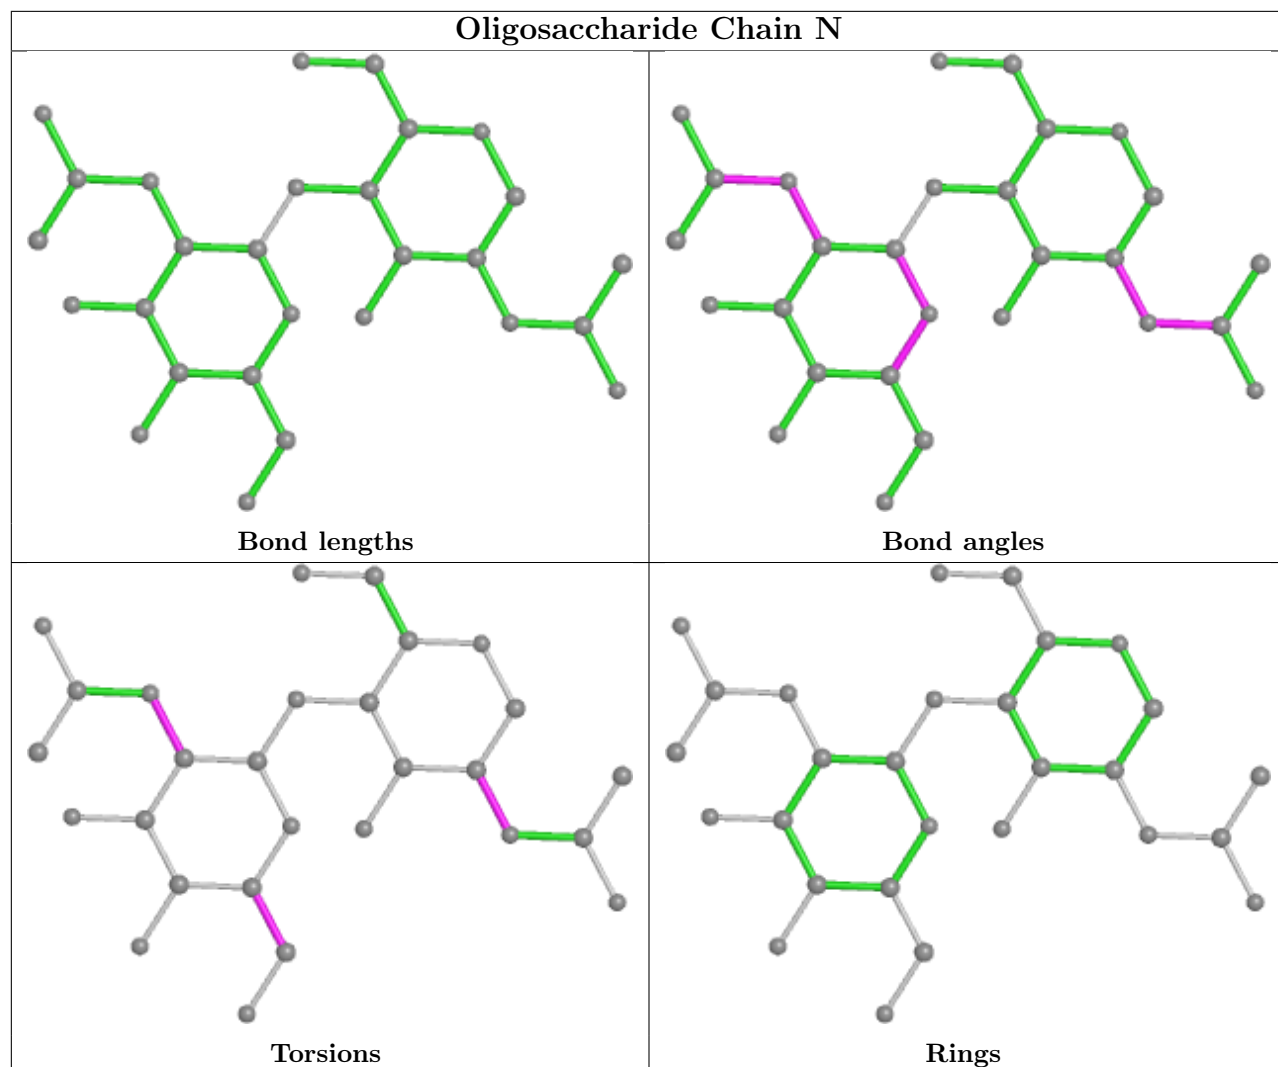 Oligosaccharide Chain N
Bond lengths
Bond angles
Torsions
Rings